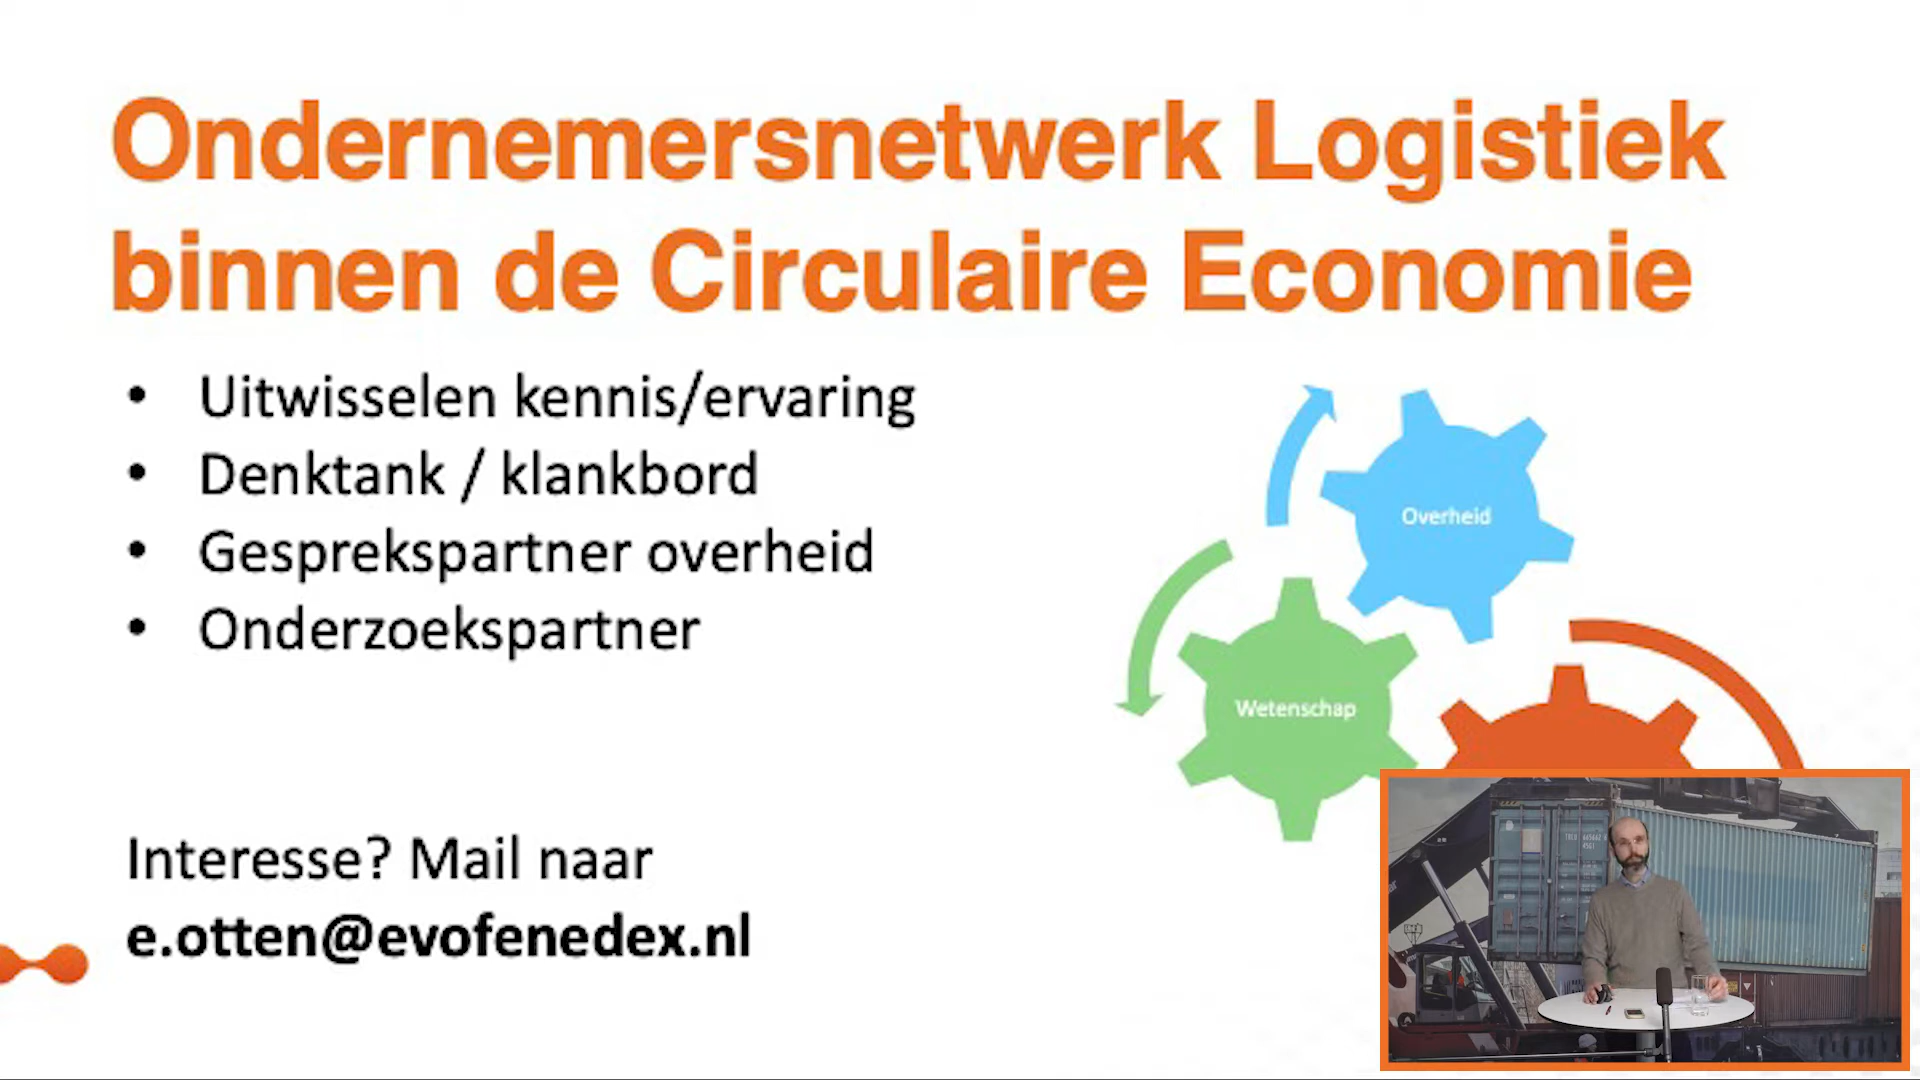 Ondernemersnetwerk Logistiek
binnen de Circulaire Economie
• Uitwisselen kennis/ervaring
• Denktank / klankbord
• Gesprekspartner overheid
• Onderzoekspartner
Overheid
Wetenschap
Interesse? Mail naar
e.otten@evofenedex.nl